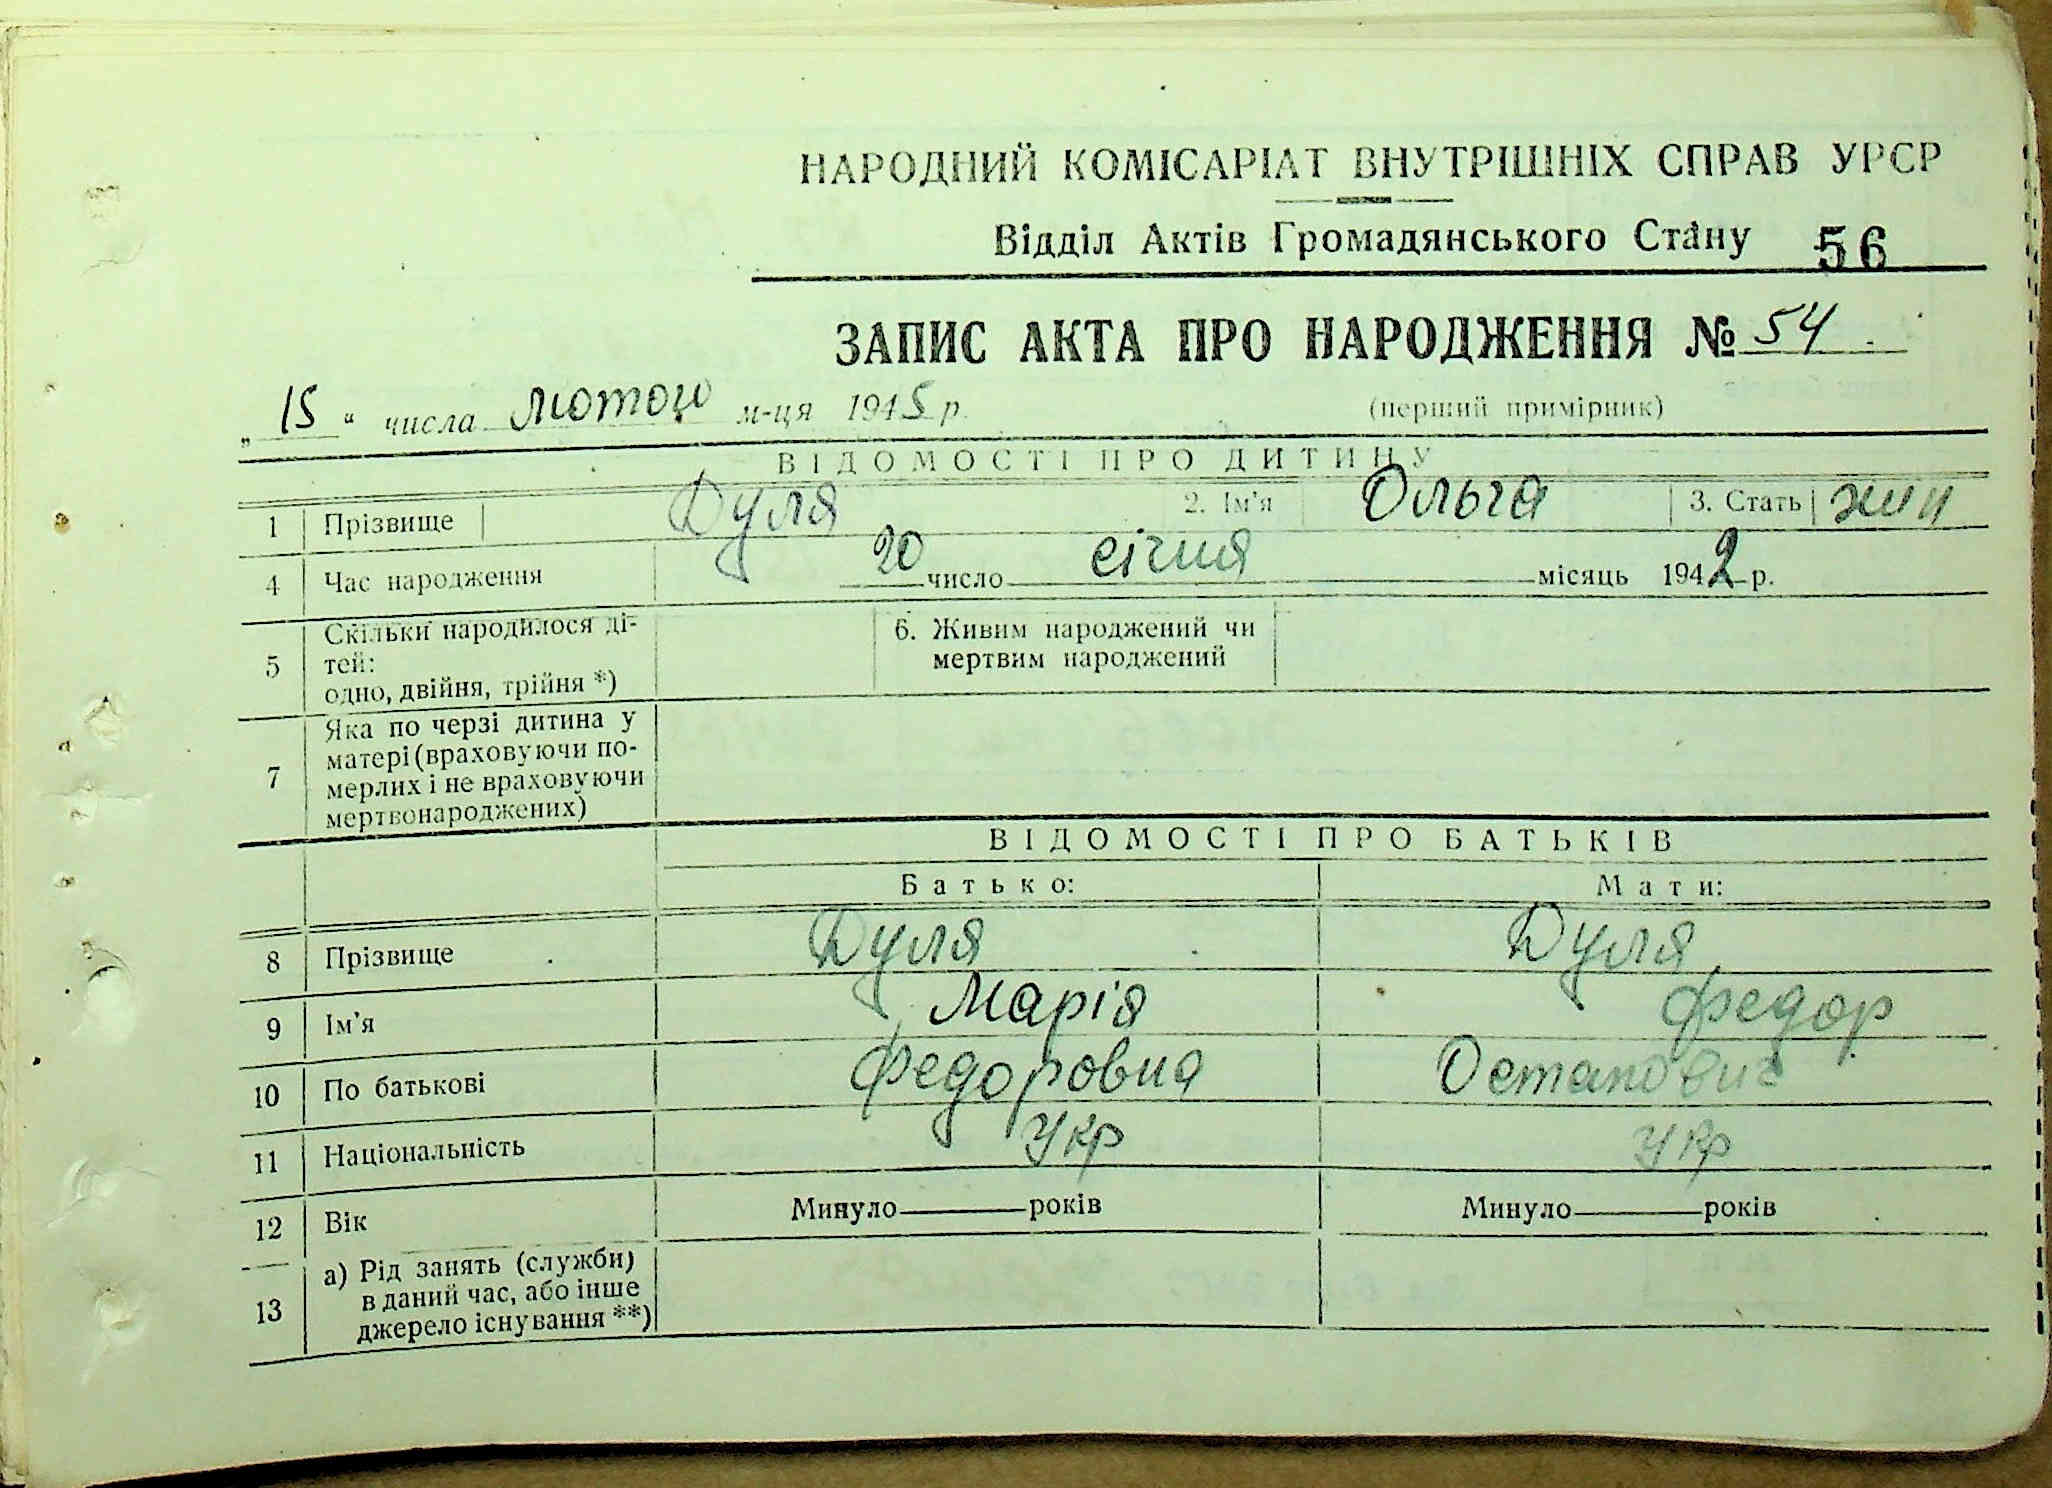 НАРОДНИЙ КОМІСАРІАТ ВНУТРІШНІХ СПРАВ УРСР
Відділ Актів Громадянського Стану 56
ЗАПИС АКТА ПРО НАРОДЖЕННЯ № 54
„15“ числа лютого м-ця 1945 р. (перший примірник)
ВІДОМОСТІ ПРО ДИТИНУ
1 Прізвище Дуля 2. Ім'я Ольга 3. Стать жин
4 Час народження 20 число січня місяць 1942 р.
5 Скільки народилося ді-
тей:
одно, двійня, трійня *)
6. Живим народжений чи
мертвим народжений
7 Яка по черзі дитина у
матері (враховуючи по-
мерлих і не враховуючи
мертвонароджених)
ВІДОМОСТІ ПРО БАТЬКІВ
Батько: Мати:
8 Прізвище Дуля Дуля
9 Ім'я Марія Федор
10 По батькові Федоровна Остапович
11 Національність Укр Укр
12 Вік Минуло років Минуло років
13 а) Рід занять (служби)
в даний час, або інше
джерело існування **)